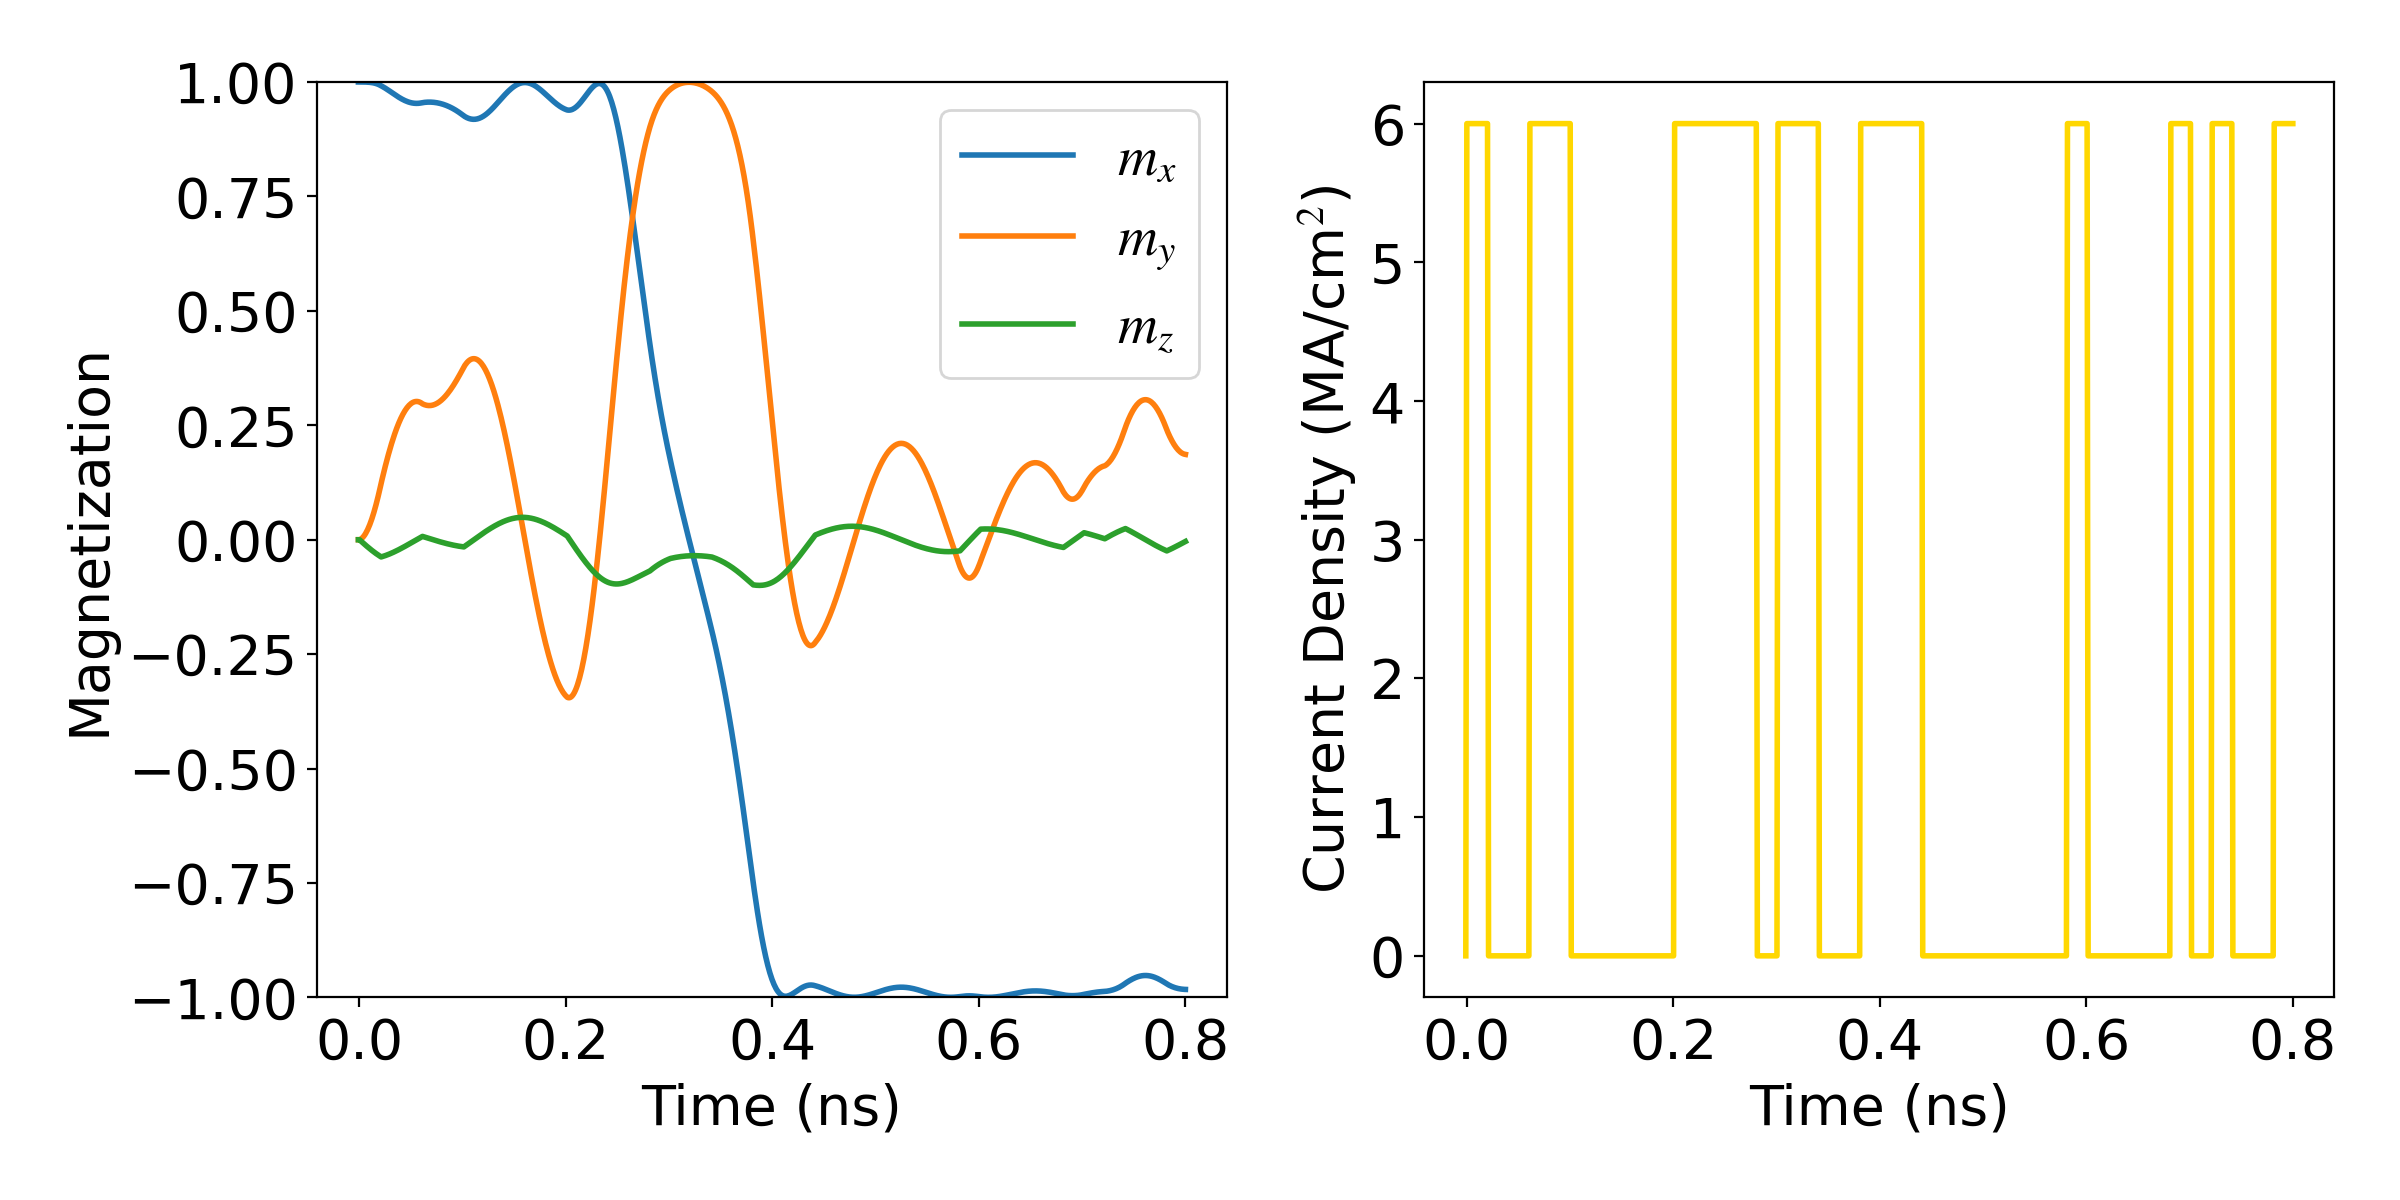 1.00
0.75
0.50
0.25
0.00
−0.25
−0.50
−0.75
−1.00
Magnetization
0.0 0.2 0.4 0.6 0.8
Time (ns)
m_x
m_y
m_z
6
5
4
3
2
1
0
Current Density (MA/cm²)
0.0 0.2 0.4 0.6 0.8
Time (ns)